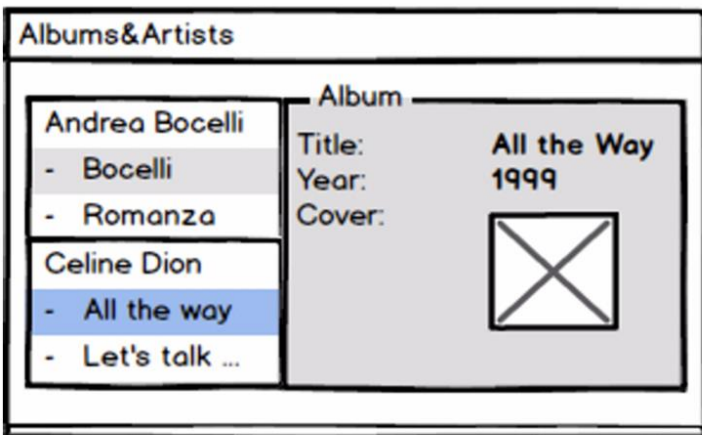 Albums&Artists
Andrea Bocelli
- Bocelli
- Romanza
Celine Dion
- All the way
- Let's talk ...
Album
Title: All the Way
Year: 1999
Cover: